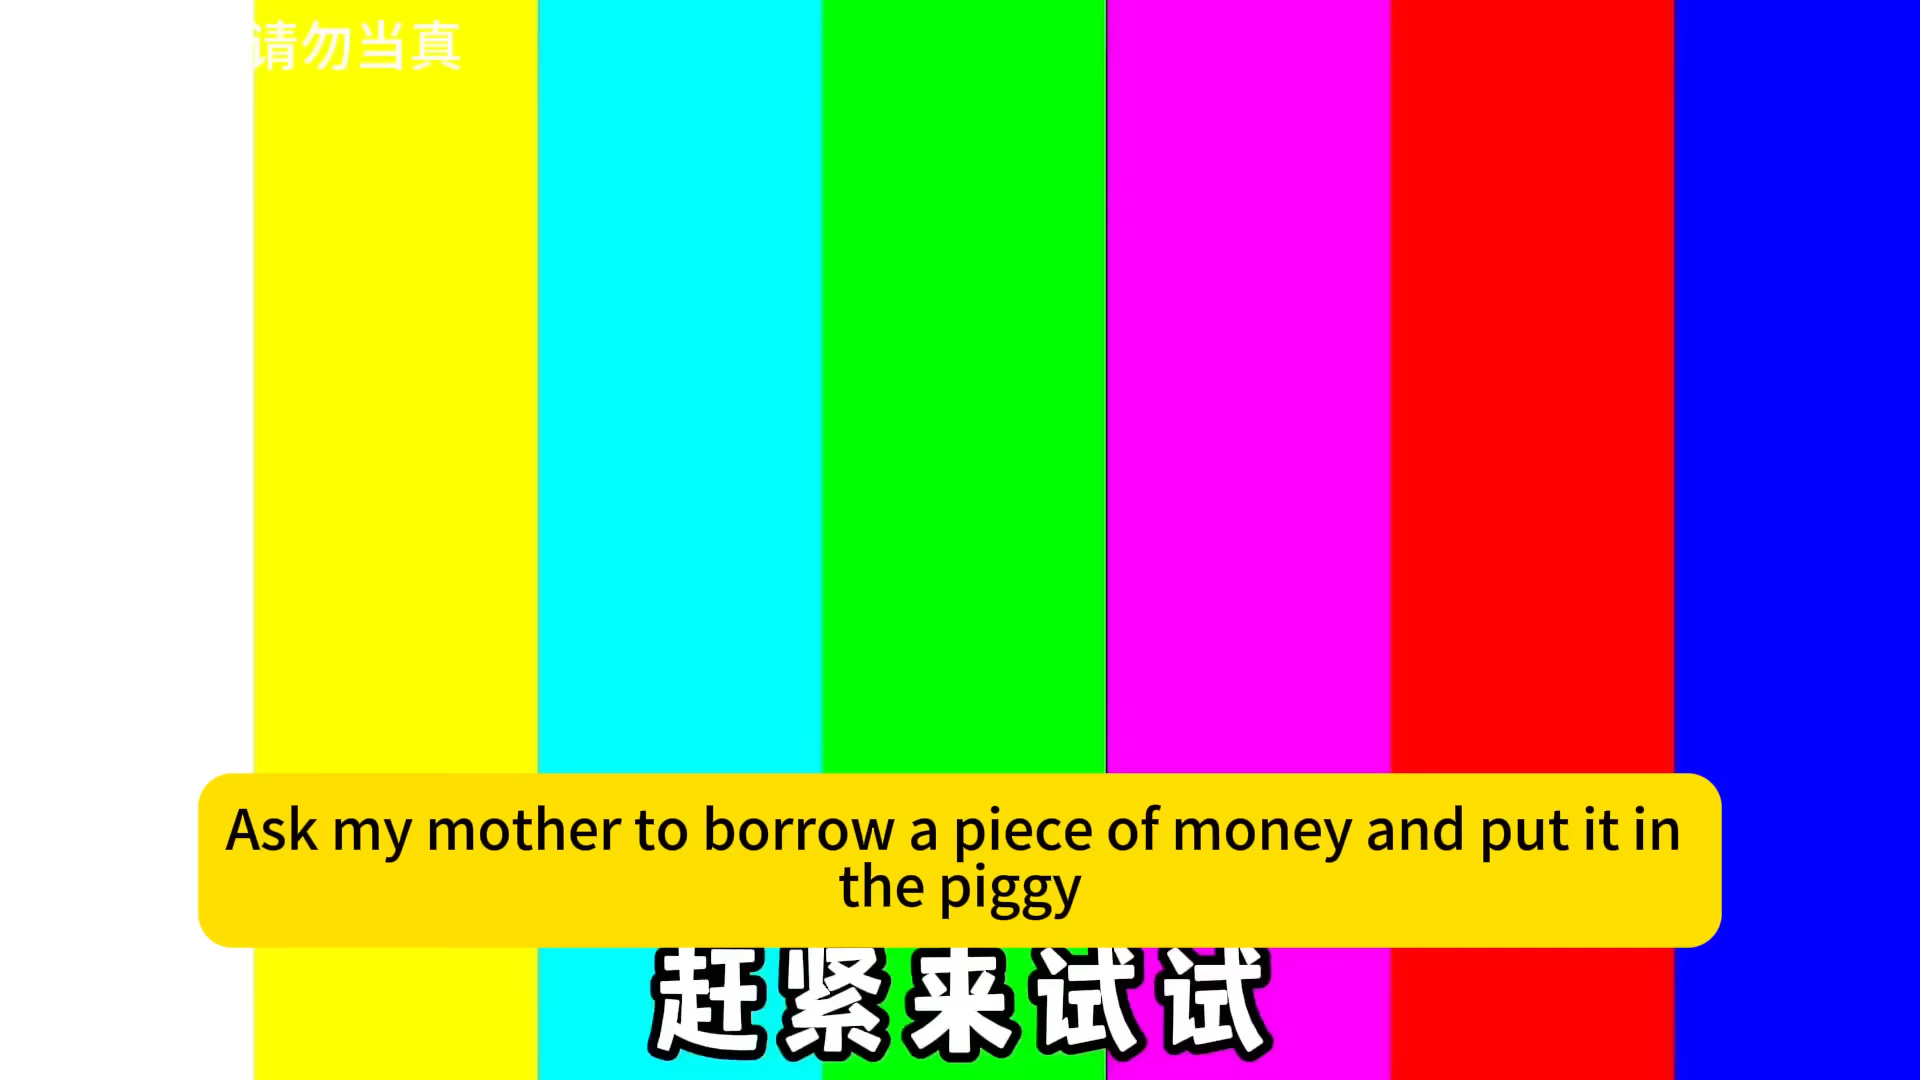 请勿当真
Ask my mother to borrow a piece of money and put it in
the piggy
赶紧来试试